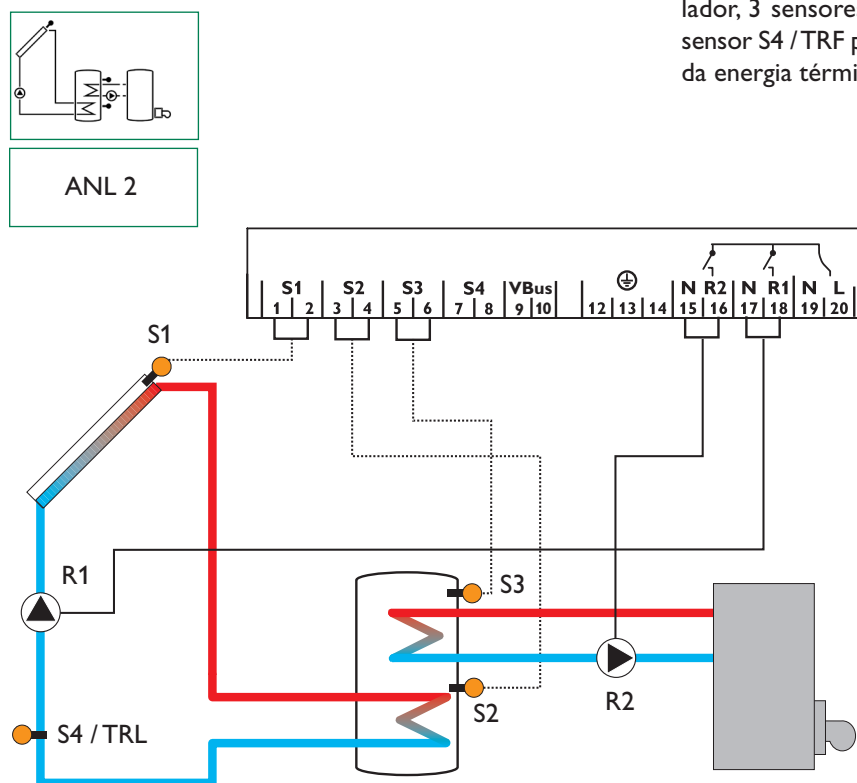 lador, 3 sensores
sensor S4 / TRF p
da energia térmi
ANL 2
S1 S2 S3 S4 VBus N R2 N R1 N L
1 2 3 4 5 6 7 8 9 10 12 13 14 15 16 17 18 19 20
S1
R1
S3
S2
R2
S4 / TRL